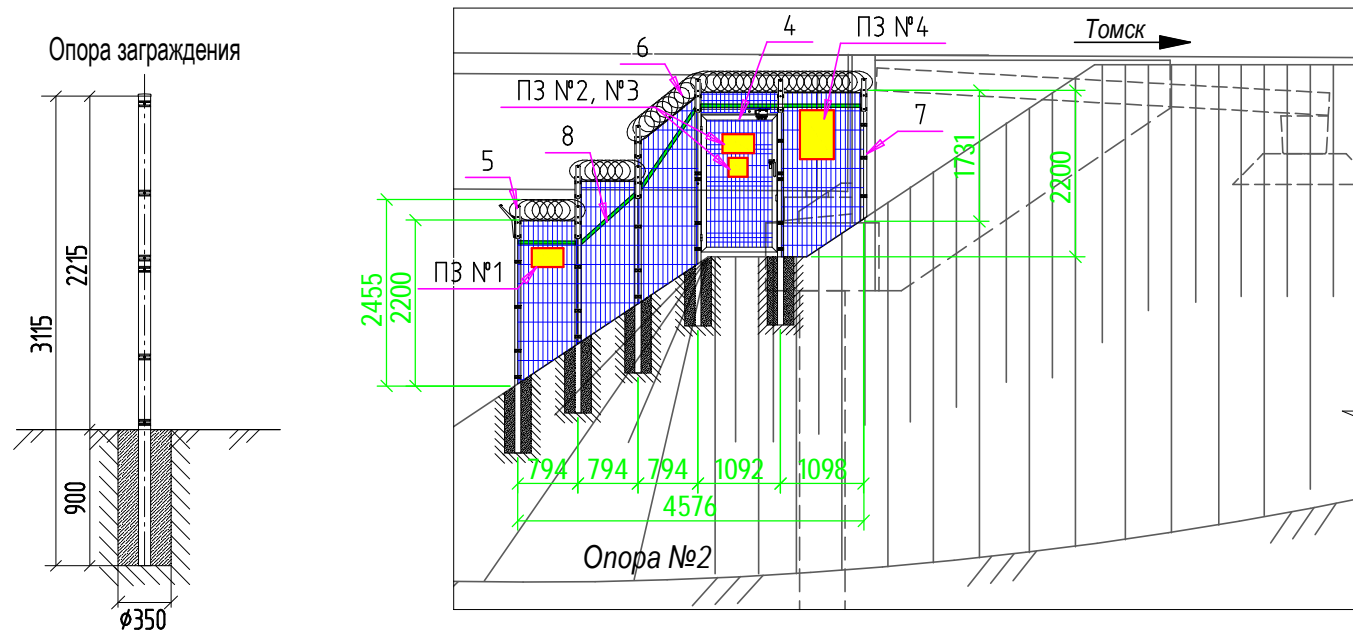 Опора заграждения
3115
2215
900
ϕ350
Томск
ПЗ №4
4
6
ПЗ №2, №3
7
8
5
1731
2200
ПЗ №1
2455
2200
794
794
794
1092
1098
4576
Опора №2